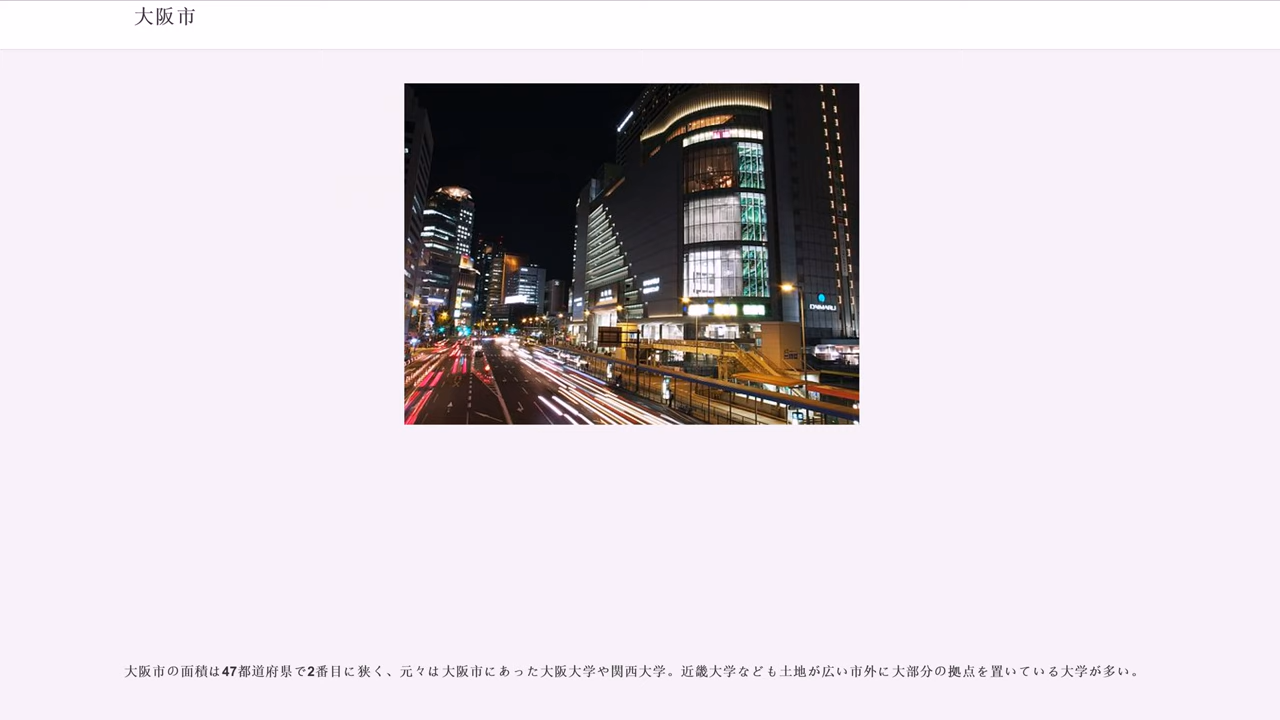 大阪市
DAIMARU
大阪市の面積は47都道府県で2番目に狭く、元々は大阪市にあった大阪大学や関西大学。近畿大学なども土地が広い市外に大部分の拠点を置いている大学が多い。